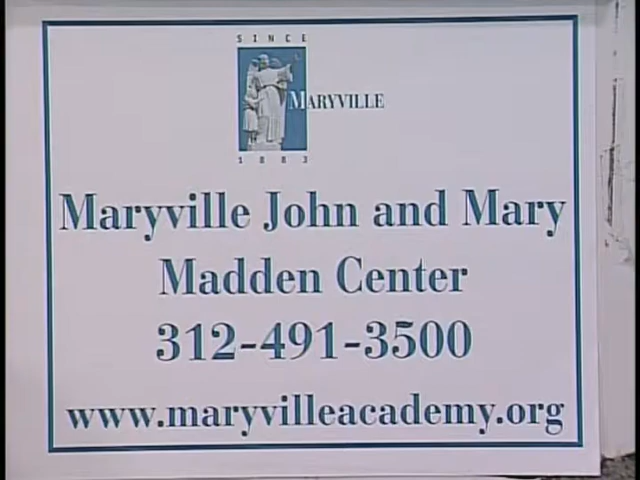 SINCE
MARYVILLE
1883
Maryville John and Mary
Madden Center
312-491-3500
www.maryvilleacademy.org